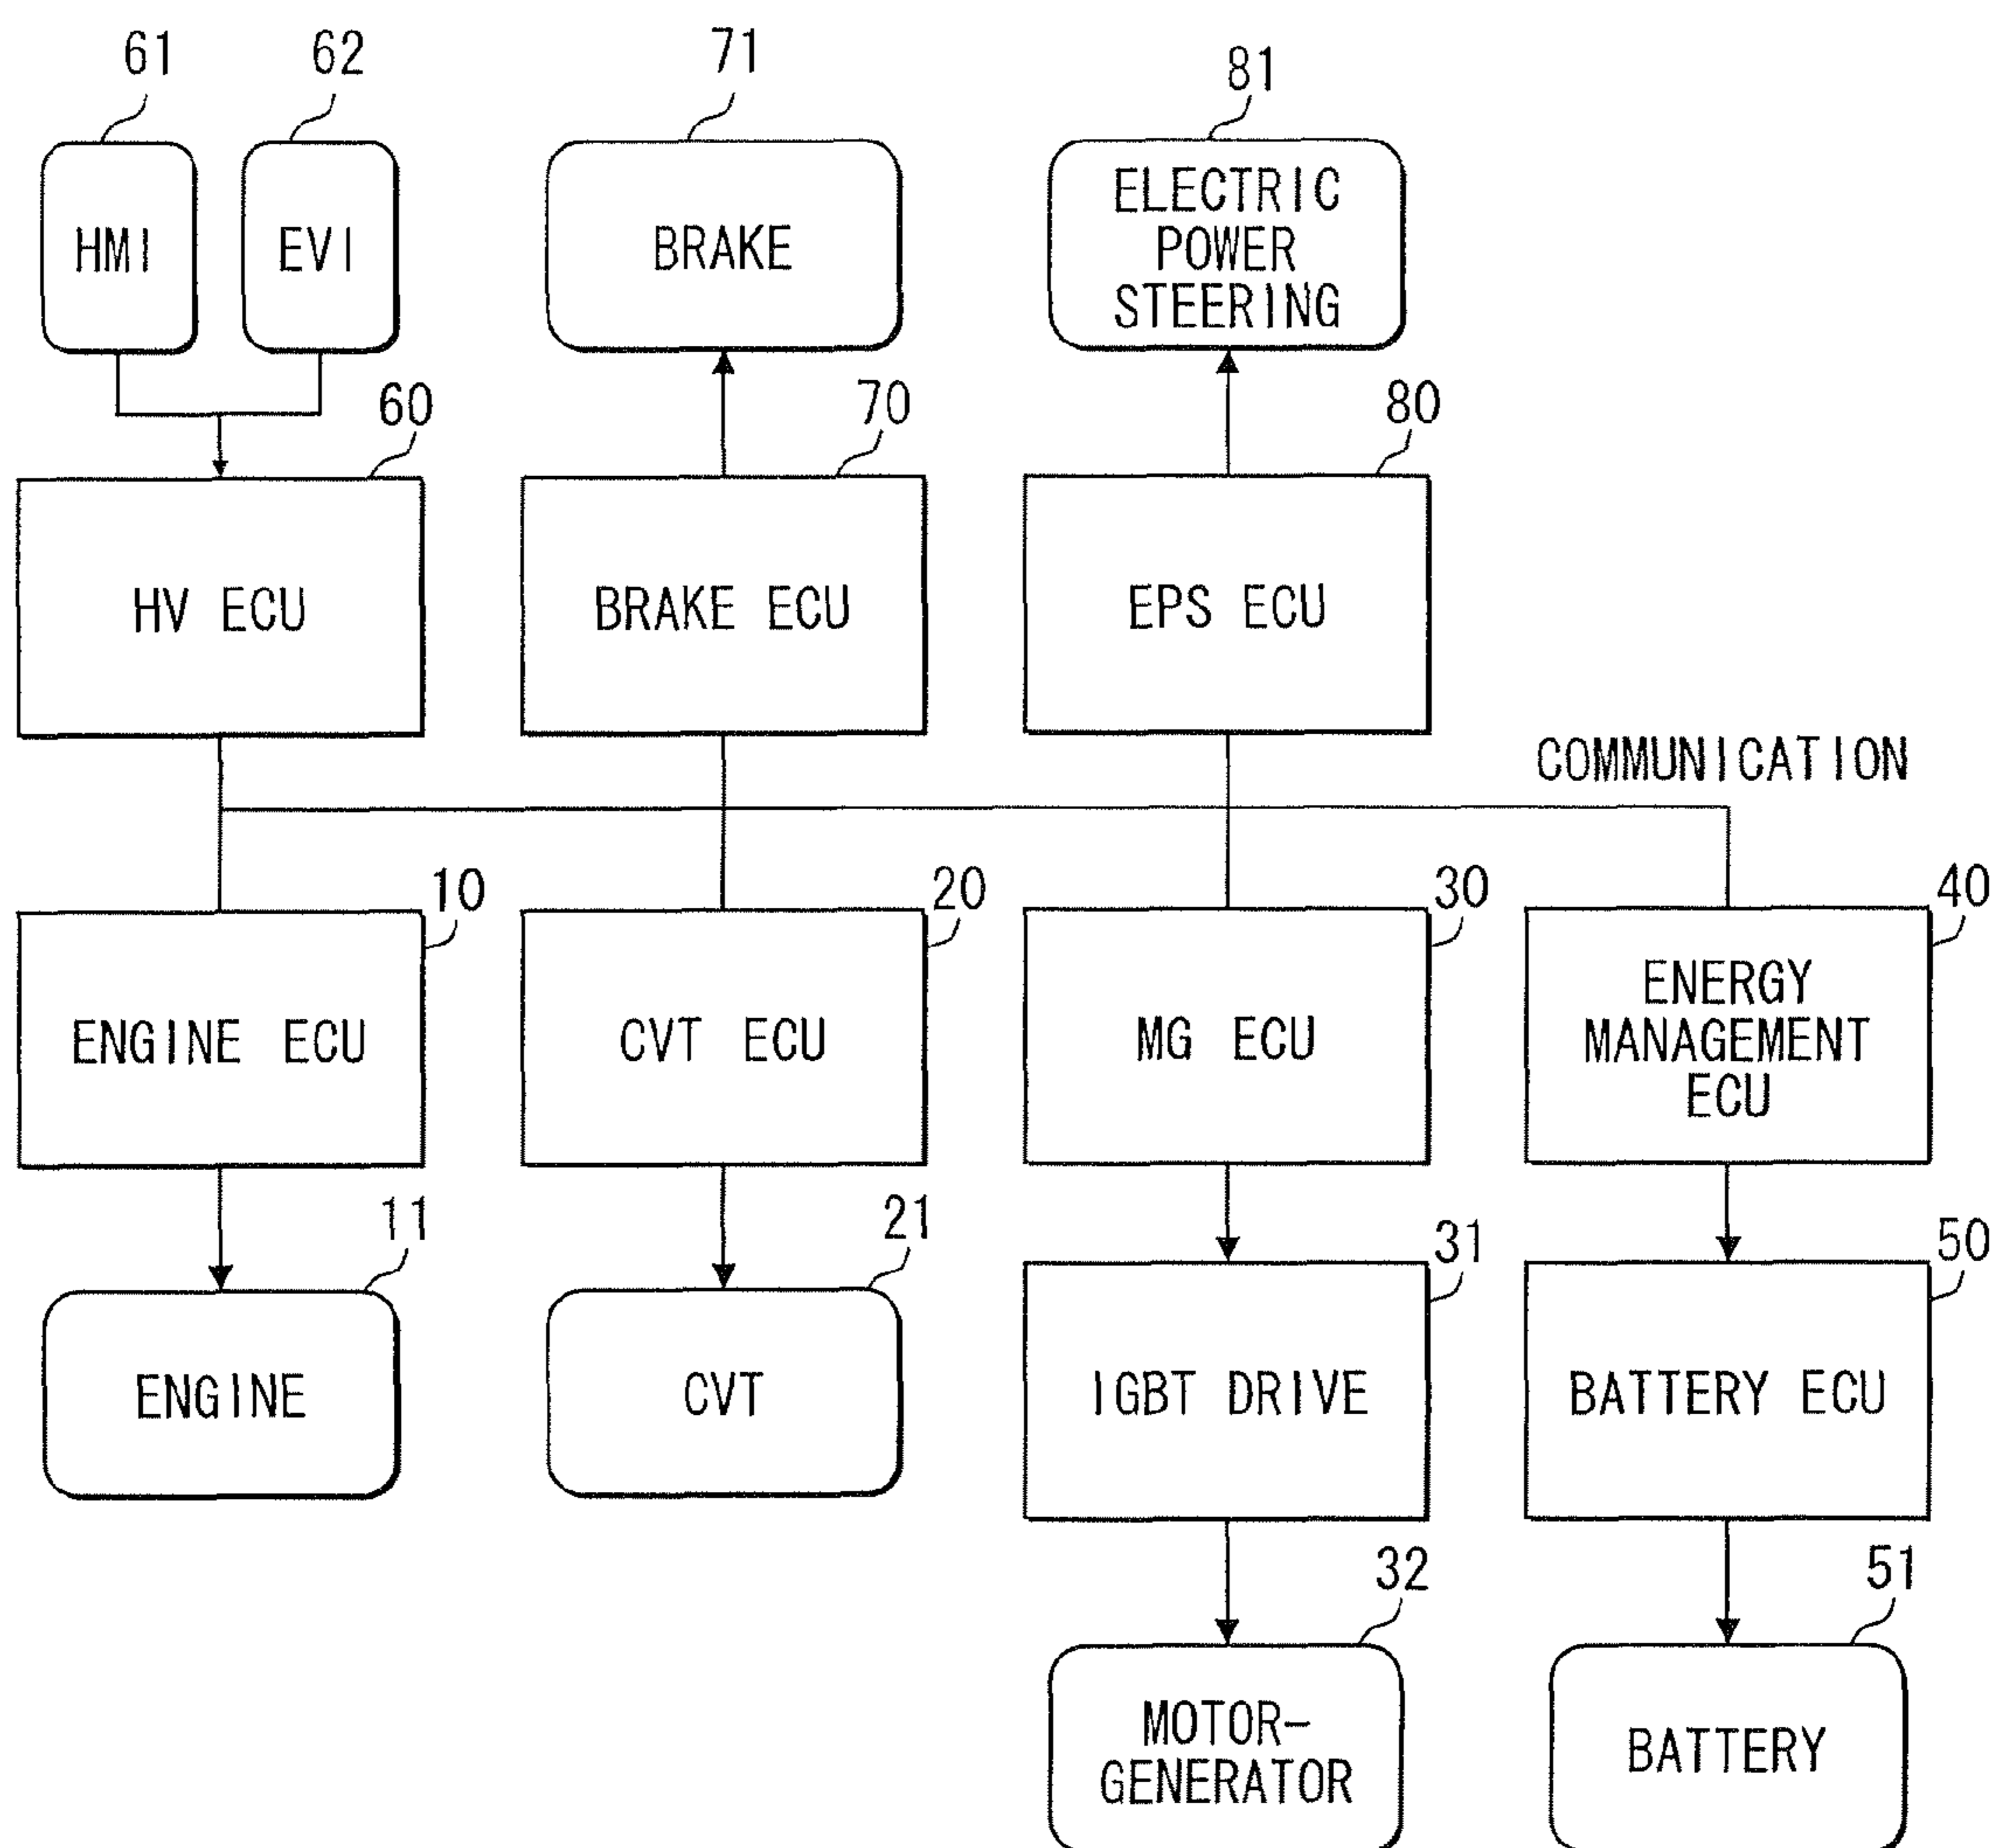 61
62
71
81
HMI
EVI
BRAKE
ELECTRIC
POWER
STEERING
60
70
80
HV ECU
BRAKE ECU
EPS ECU
COMMUNICATION
10
20
30
40
ENGINE ECU
CVT ECU
MG ECU
ENERGY
MANAGEMENT
ECU
11
21
31
50
ENGINE
CVT
IGBT DRIVE
BATTERY ECU
32
51
MOTOR-
GENERATOR
BATTERY